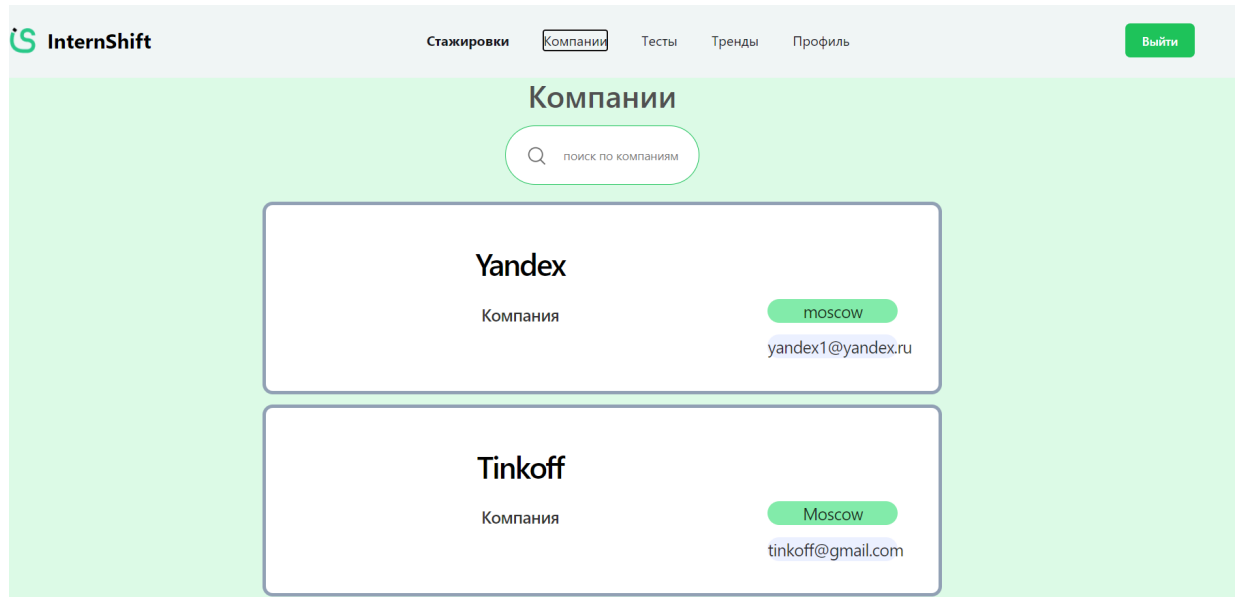 InternShift
Стажировки Компании Тесты Тренды Профиль
Выйти
Компании
поиск по компаниям
Yandex
Компания
moscow
yandex1@yandex.ru
Tinkoff
Компания
Moscow
tinkoff@gmail.com